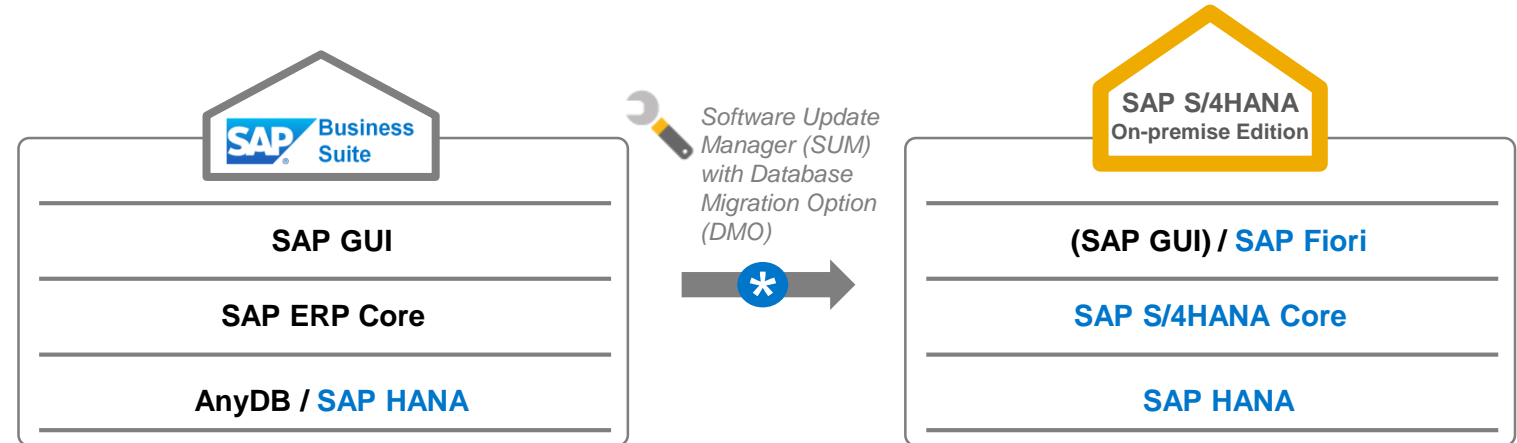 SAP® Business
Suite
SAP GUI
SAP ERP Core
AnyDB / SAP HANA
Software Update
Manager (SUM)
with Database
Migration Option
(DMO)
*
SAP S/4HANA
On-premise Edition
(SAP GUI) / SAP Fiori
SAP S/4HANA Core
SAP HANA